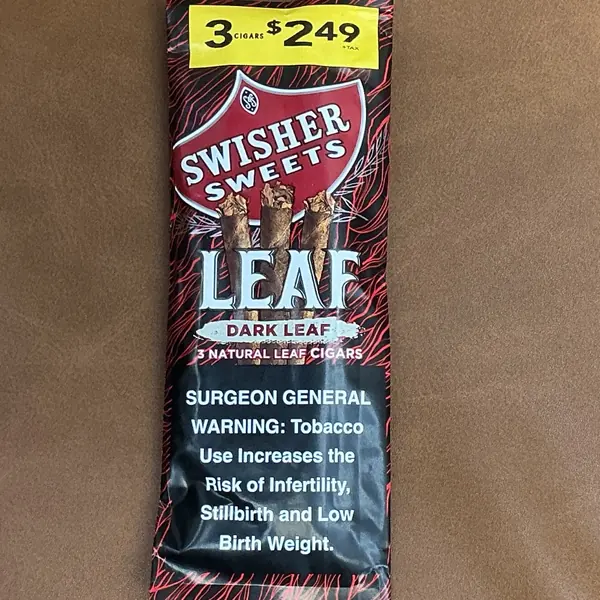 3 CIGARS $2.49
+TAX
SWISHER
SWEETS
LEAF
DARK LEAF
3 NATURAL LEAF CIGARS
SURGEON GENERAL
WARNING: Tobacco
Use Increases the
Risk of Infertility,
Stillbirth and Low
Birth Weight.